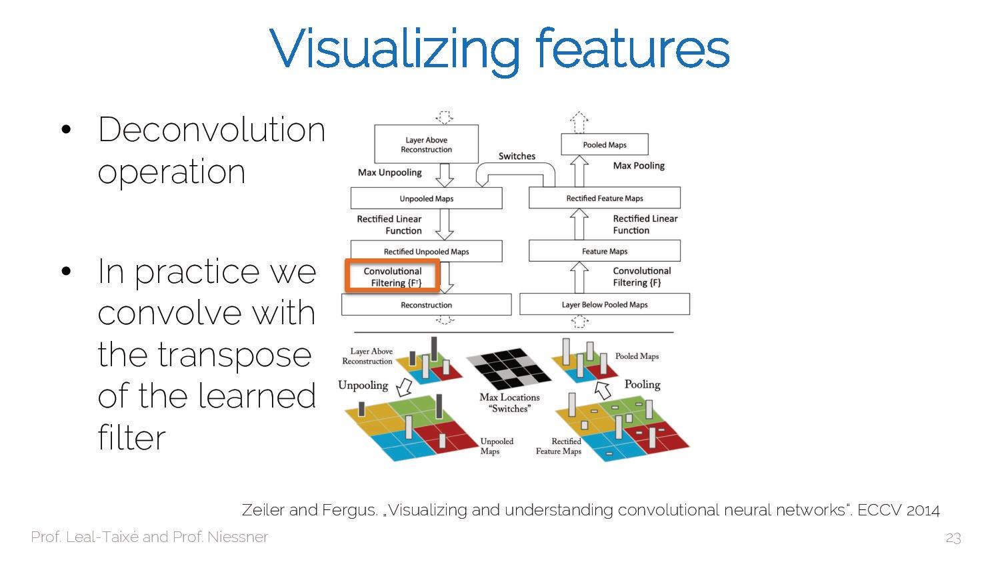 Visualizing features
• Deconvolution
operation
• In practice we
convolve with
the transpose
of the learned
filter
Layer Above
Reconstruction
Pooled Maps
Switches
Max Unpooling
Max Pooling
Unpooled Maps
Rectified Feature Maps
Rectified Linear
Function
Rectified Linear
Function
Rectified Unpooled Maps
Feature Maps
Convolutional
Filtering {Fᵀ}
Convolutional
Filtering {F}
Reconstruction
Layer Below Pooled Maps
Layer Above
Reconstruction
Pooled Maps
Unpooling
Max Locations
“Switches”
Pooling
Unpooled
Maps
Rectified
Feature Maps
Zeiler and Fergus. „Visualizing and understanding convolutional neural networks“. ECCV 2014
Prof. Leal-Taixé and Prof. Niessner
23